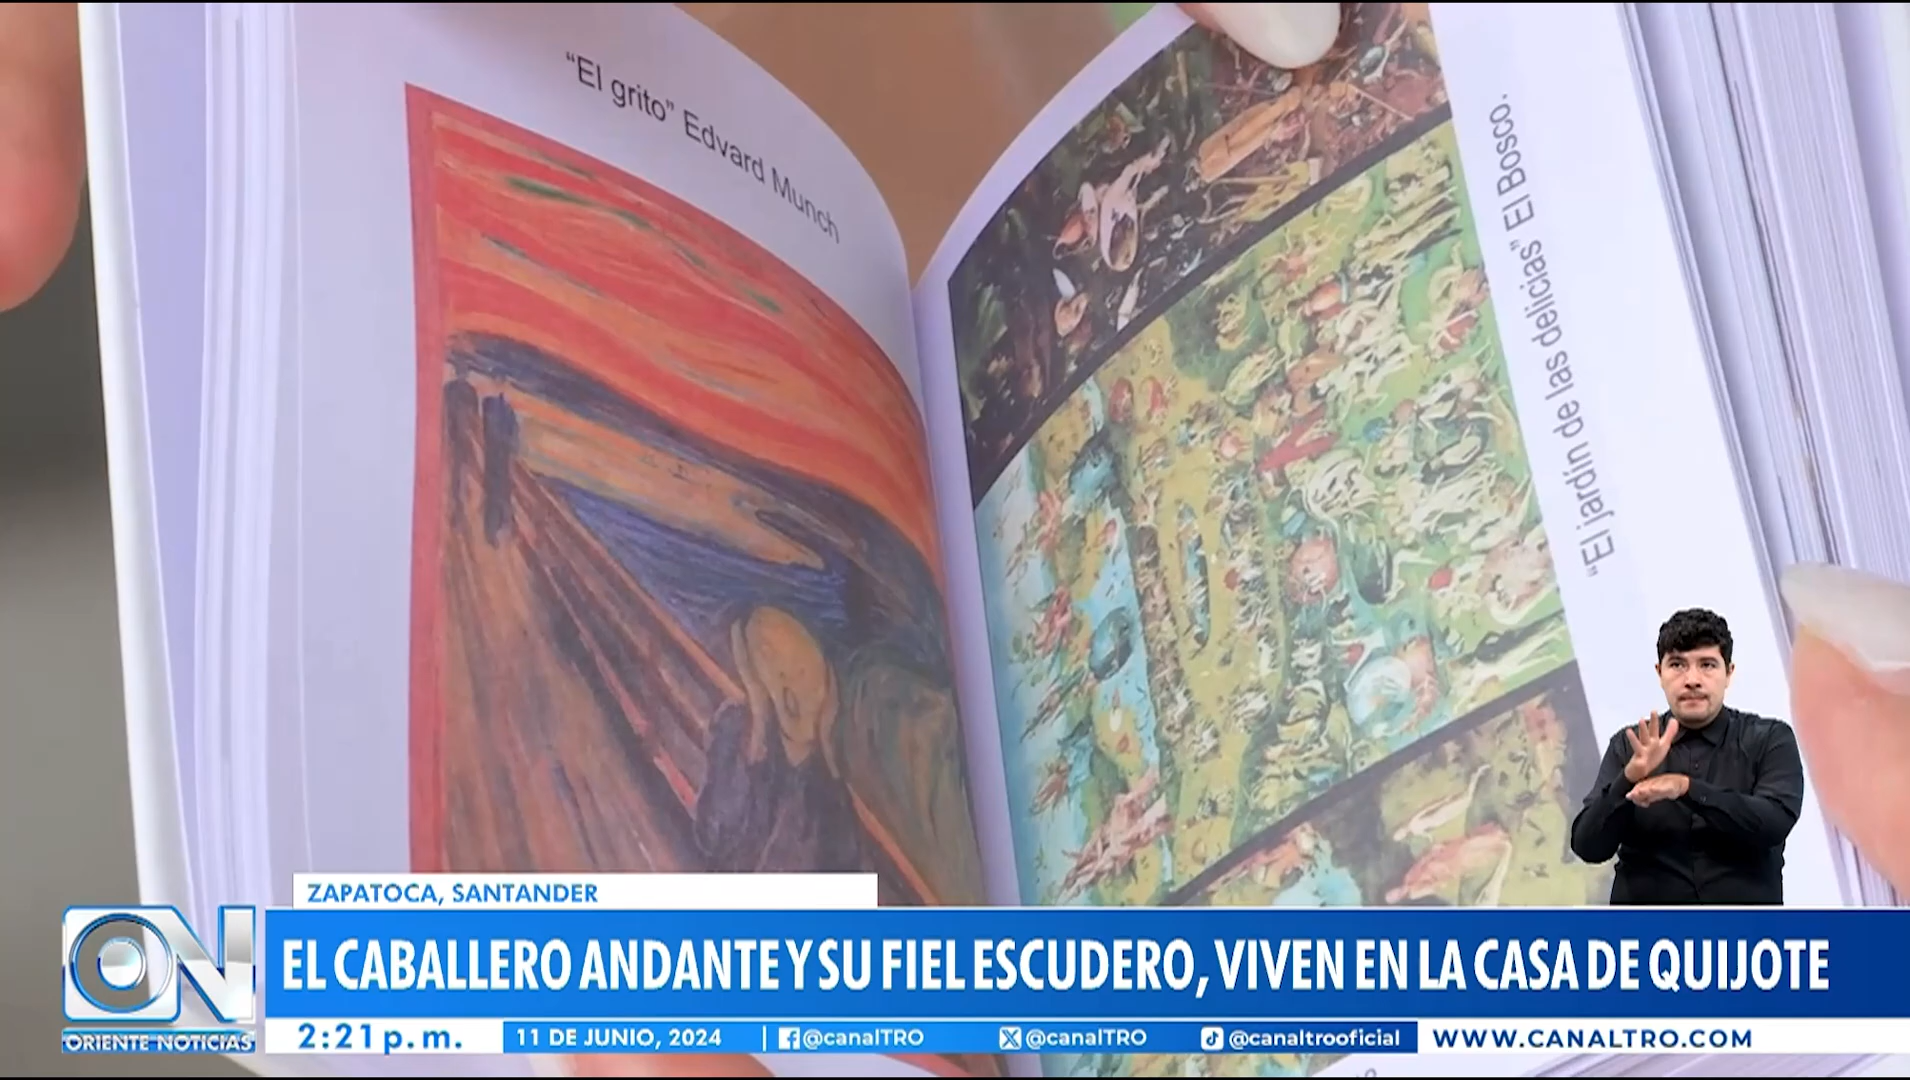 “El grito” Edvard Munch
“El jardín de las delicias” El Bosco.
ZAPATOCA, SANTANDER
ON
ORIENTE NOTICIAS
EL CABALLERO ANDANTE Y SU FIEL ESCUDERO, VIVEN EN LA CASA DE QUIJOTE
2:21 p. m.
11 DE JUNIO, 2024 | @canalTRO @canalTRO @canaltrooficial
WWW.CANALTRO.COM